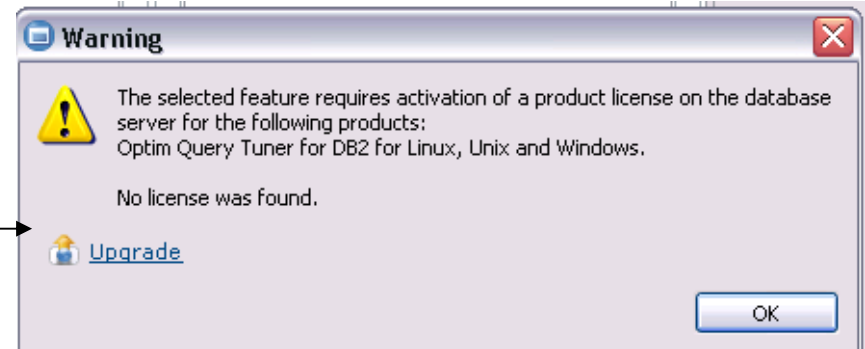 Warning
The selected feature requires activation of a product license on the database
server for the following products:
Optim Query Tuner for DB2 for Linux, Unix and Windows.
No license was found.
Upgrade
OK